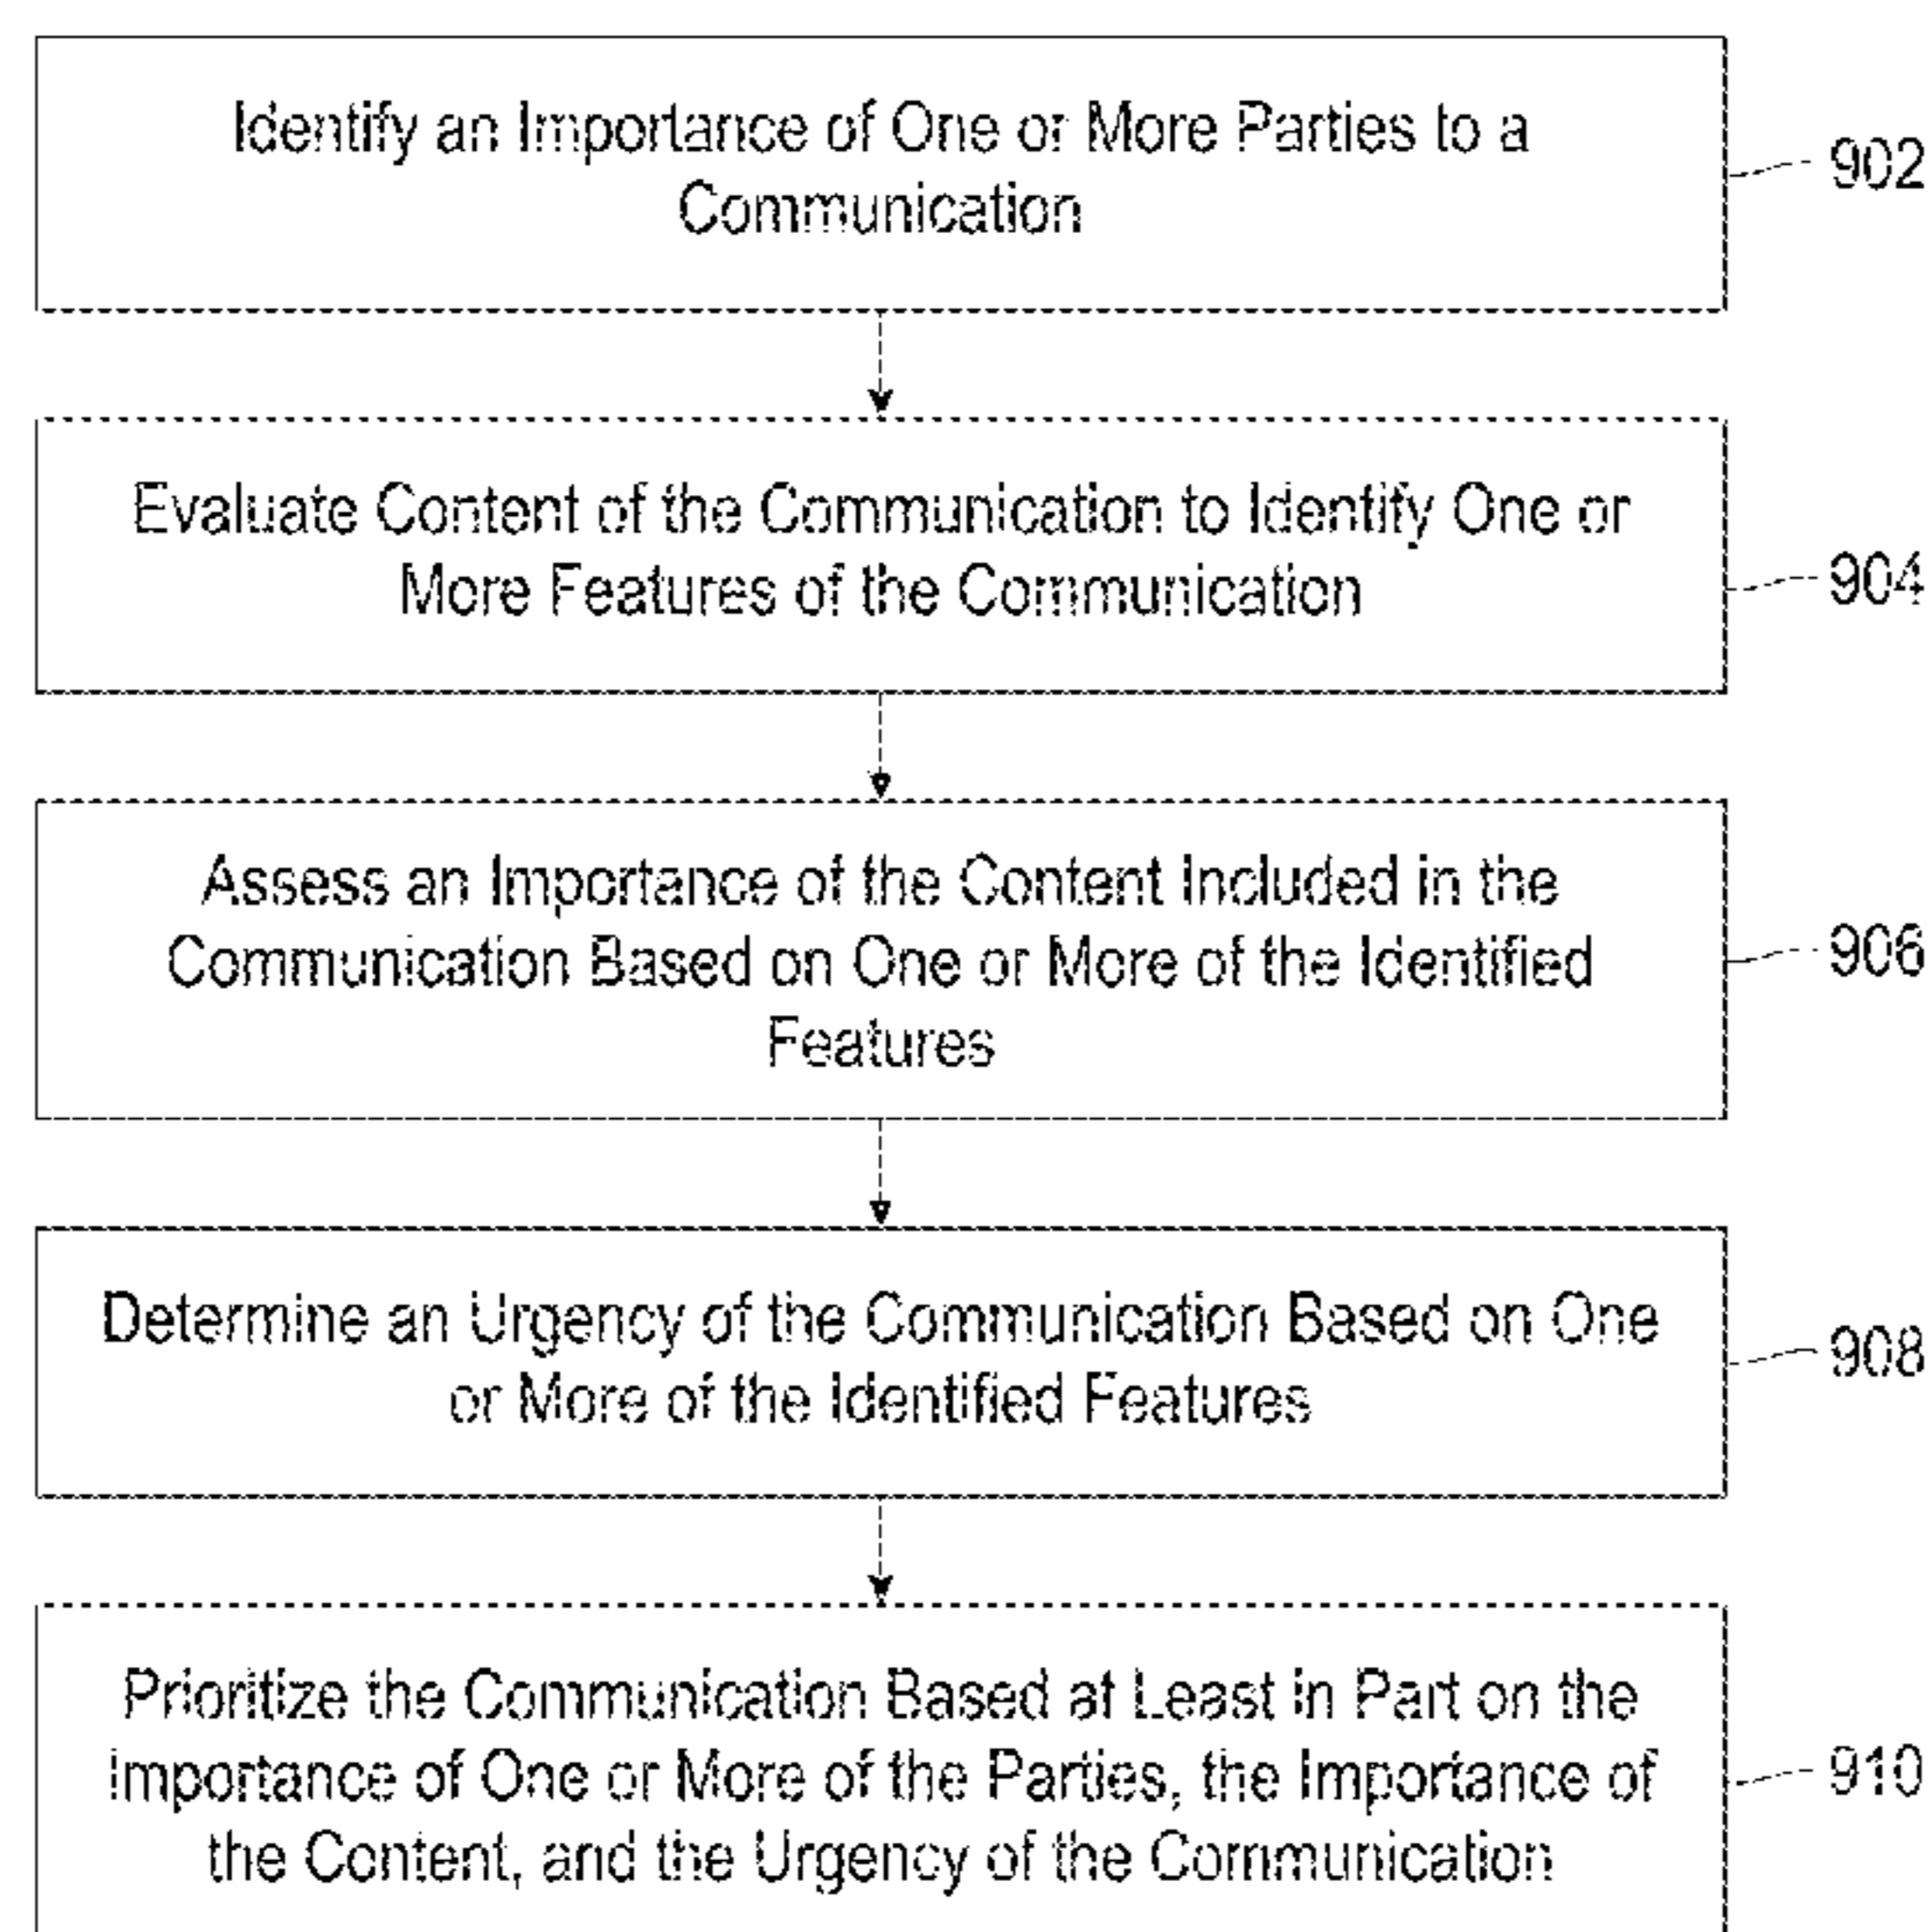 Identify an Importance of One or More Parties to a
Communication
902
Evaluate Content of the Communication to Identify One or
More Features of the Communication
904
Assess an Importance of the Content Included in the
Communication Based on One or More of the Identified
Features
906
Determine an Urgency of the Communication Based on One
or More of the Identified Features
908
Prioritize the Communication Based at Least in Part on the
Importance of One or More of the Parties, the Importance of
the Content, and the Urgency of the Communication
910